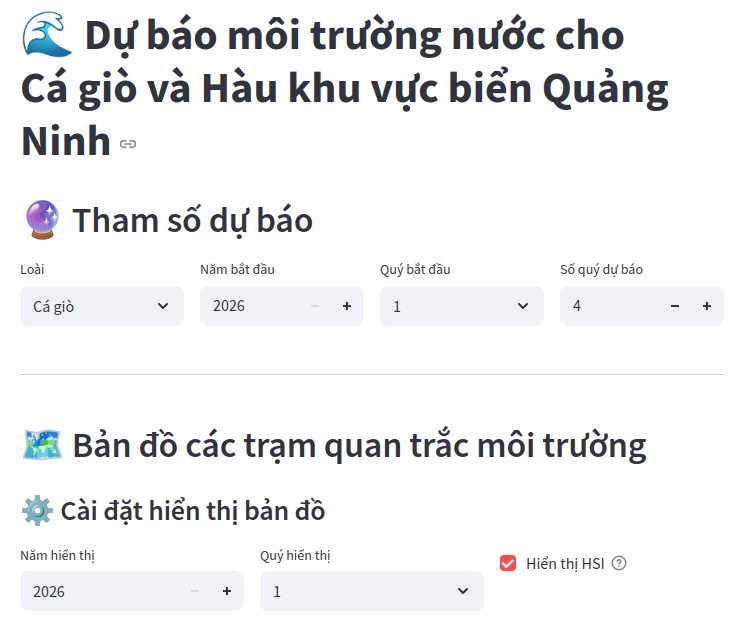 Dự báo môi trường nước cho
Cá giò và Hàu khu vực biển Quảng
Ninh
Tham số dự báo
Loài
Năm bắt đầu
Quý bắt đầu
Số quý dự báo
Cá giò
2026
1
4
Bản đồ các trạm quan trắc môi trường
Cài đặt hiển thị bản đồ
Năm hiển thị
Quý hiển thị
2026
1
Hiển thị HSI